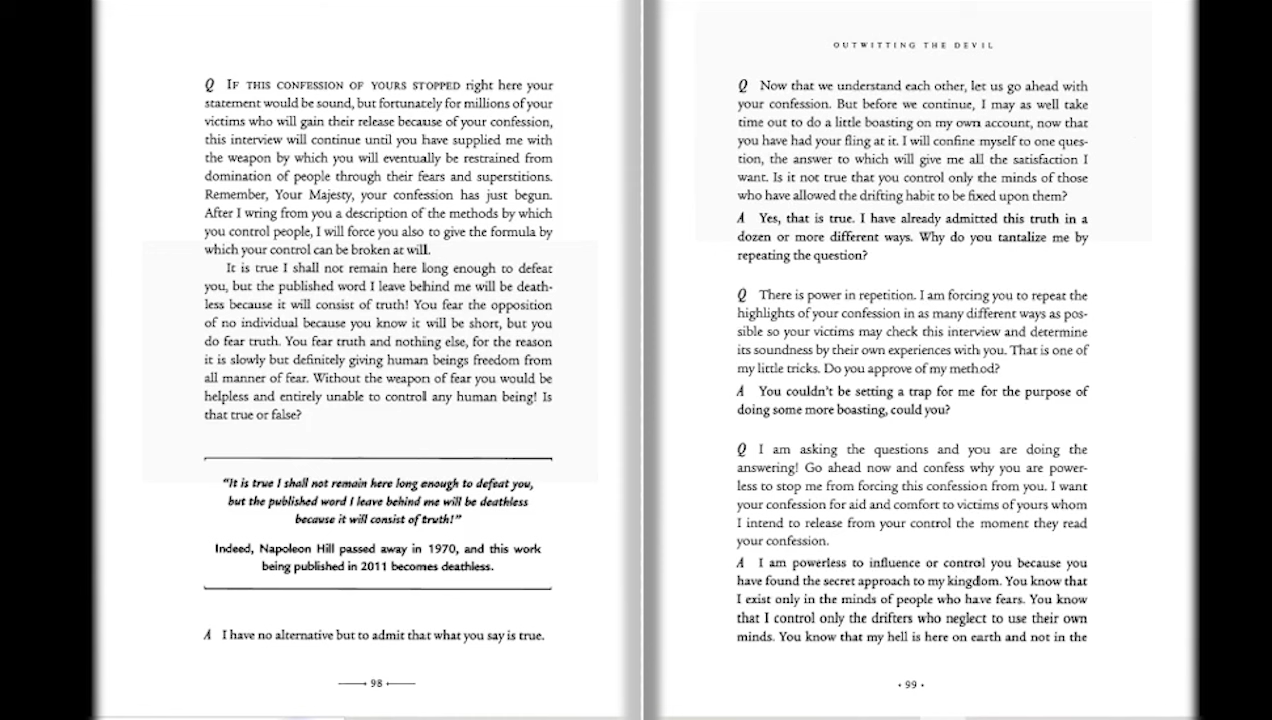 Q IF THIS CONFESSION OF YOURS STOPPED right here your
statement would be sound, but fortunately for millions of your
victims who will gain their release because of your confession,
this interview will continue until you have supplied me with
the weapon by which you will eventually be restrained from
domination of people through their fears and superstitions.
Remember, Your Majesty, your confession has just begun.
After I wring from you a description of the methods by which
you control people, I will force you also to give the formula by
which your control can be broken at will.
It is true I shall not remain here long enough to defeat
you, but the published word I leave behind me will be death-
less because it will consist of truth! You fear the opposition
of no individual because you know it will be short, but you
do fear truth. You fear truth and nothing else, for the reason
it is slowly but definitely giving human beings freedom from
all manner of fear. Without the weapon of fear you would be
helpless and entirely unable to control any human being! Is
that true or false?
"It is true I shall not remain here long enough to defeat you,
but the published word I leave behind me will be deathless
because it will consist of truth!"
Indeed, Napoleon Hill passed away in 1970, and this work
being published in 2011 becomes deathless.
A I have no alternative but to admit that what you say is true.
98
OUTWITTING THE DEVIL
Q Now that we understand each other, let us go ahead with
your confession. But before we continue, I may as well take
time out to do a little boasting on my own account, now that
you have had your fling at it. I will confine myself to one ques-
tion, the answer to which will give me all the satisfaction I
want. Is it not true that you control only the minds of those
who have allowed the drifting habit to be fixed upon them?
A Yes, that is true. I have already admitted this truth in a
dozen or more different ways. Why do you tantalize me by
repeating the question?
Q There is power in repetition. I am forcing you to repeat the
highlights of your confession in as many different ways as pos-
sible so your victims may check this interview and determine
its soundness by their own experiences with you. That is one of
my little tricks. Do you approve of my method?
A You couldn't be setting a trap for me for the purpose of
doing some more boasting, could you?
Q I am asking the questions and you are doing the
answering! Go ahead now and confess why you are power-
less to stop me from forcing this confession from you. I want
your confession for aid and comfort to victims of yours whom
I intend to release from your control the moment they read
your confession.
A I am powerless to influence or control you because you
have found the secret approach to my kingdom. You know that
I exist only in the minds of people who have fears. You know
that I control only the drifters who neglect to use their own
minds. You know that my hell is here on earth and not in the
• 99 •